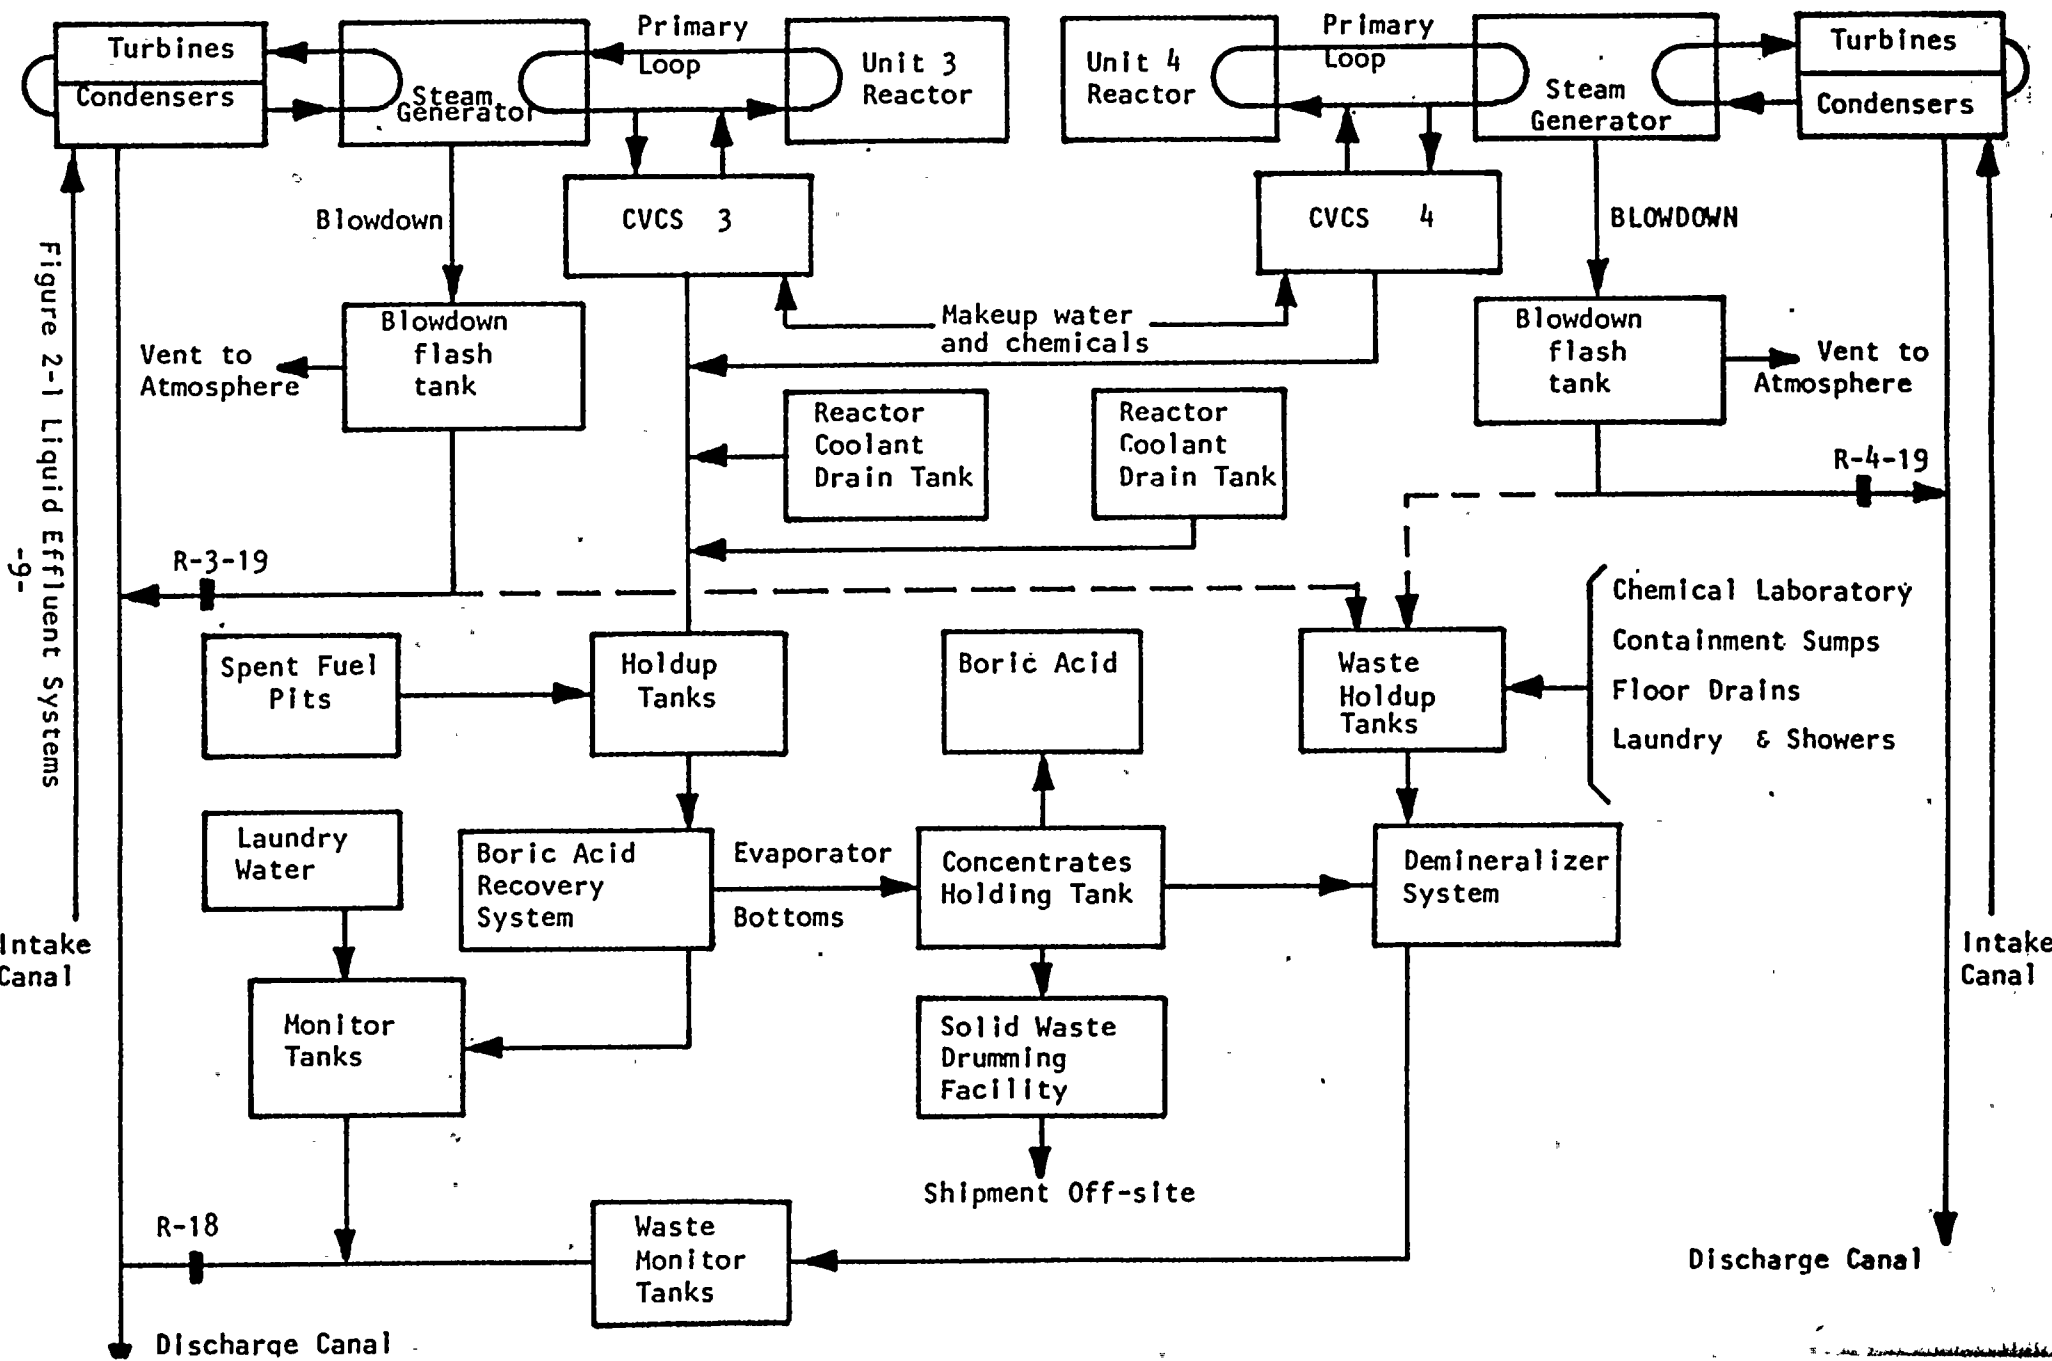 Turbines
Condensers
Steam
Generator
Primary
Loop
Unit 3
Reactor
Unit 4
Reactor
Primary
Loop
Steam
Generator
Turbines
Condensers
Blowdown
CVCS 3
CVCS 4
BLOWDOWN
Makeup water
and chemicals
Blowdown
flash
tank
Vent to
Atmosphere
Blowdown
flash
tank
Vent to
Atmosphere
Reactor
Coolant
Drain Tank
Reactor
Coolant
Drain Tank
R-4-19
R-3-19
Spent Fuel
Pits
Holdup
Tanks
Boric Acid
Waste
Holdup
Tanks
Chemical Laboratory
Containment Sumps
Floor Drains
Laundry & Showers
Laundry
Water
Boric Acid
Recovery
System
Evaporator
Bottoms
Concentrates
Holding Tank
Demineralizer
System
Intake
Canal
Intake
Canal
Monitor
Tanks
Solid Waste
Drumming
Facility
Shipment Off-site
R-18
Waste
Monitor
Tanks
Discharge Canal
Discharge Canal
Figure 2-1 Liquid Effluent Systems
-9-